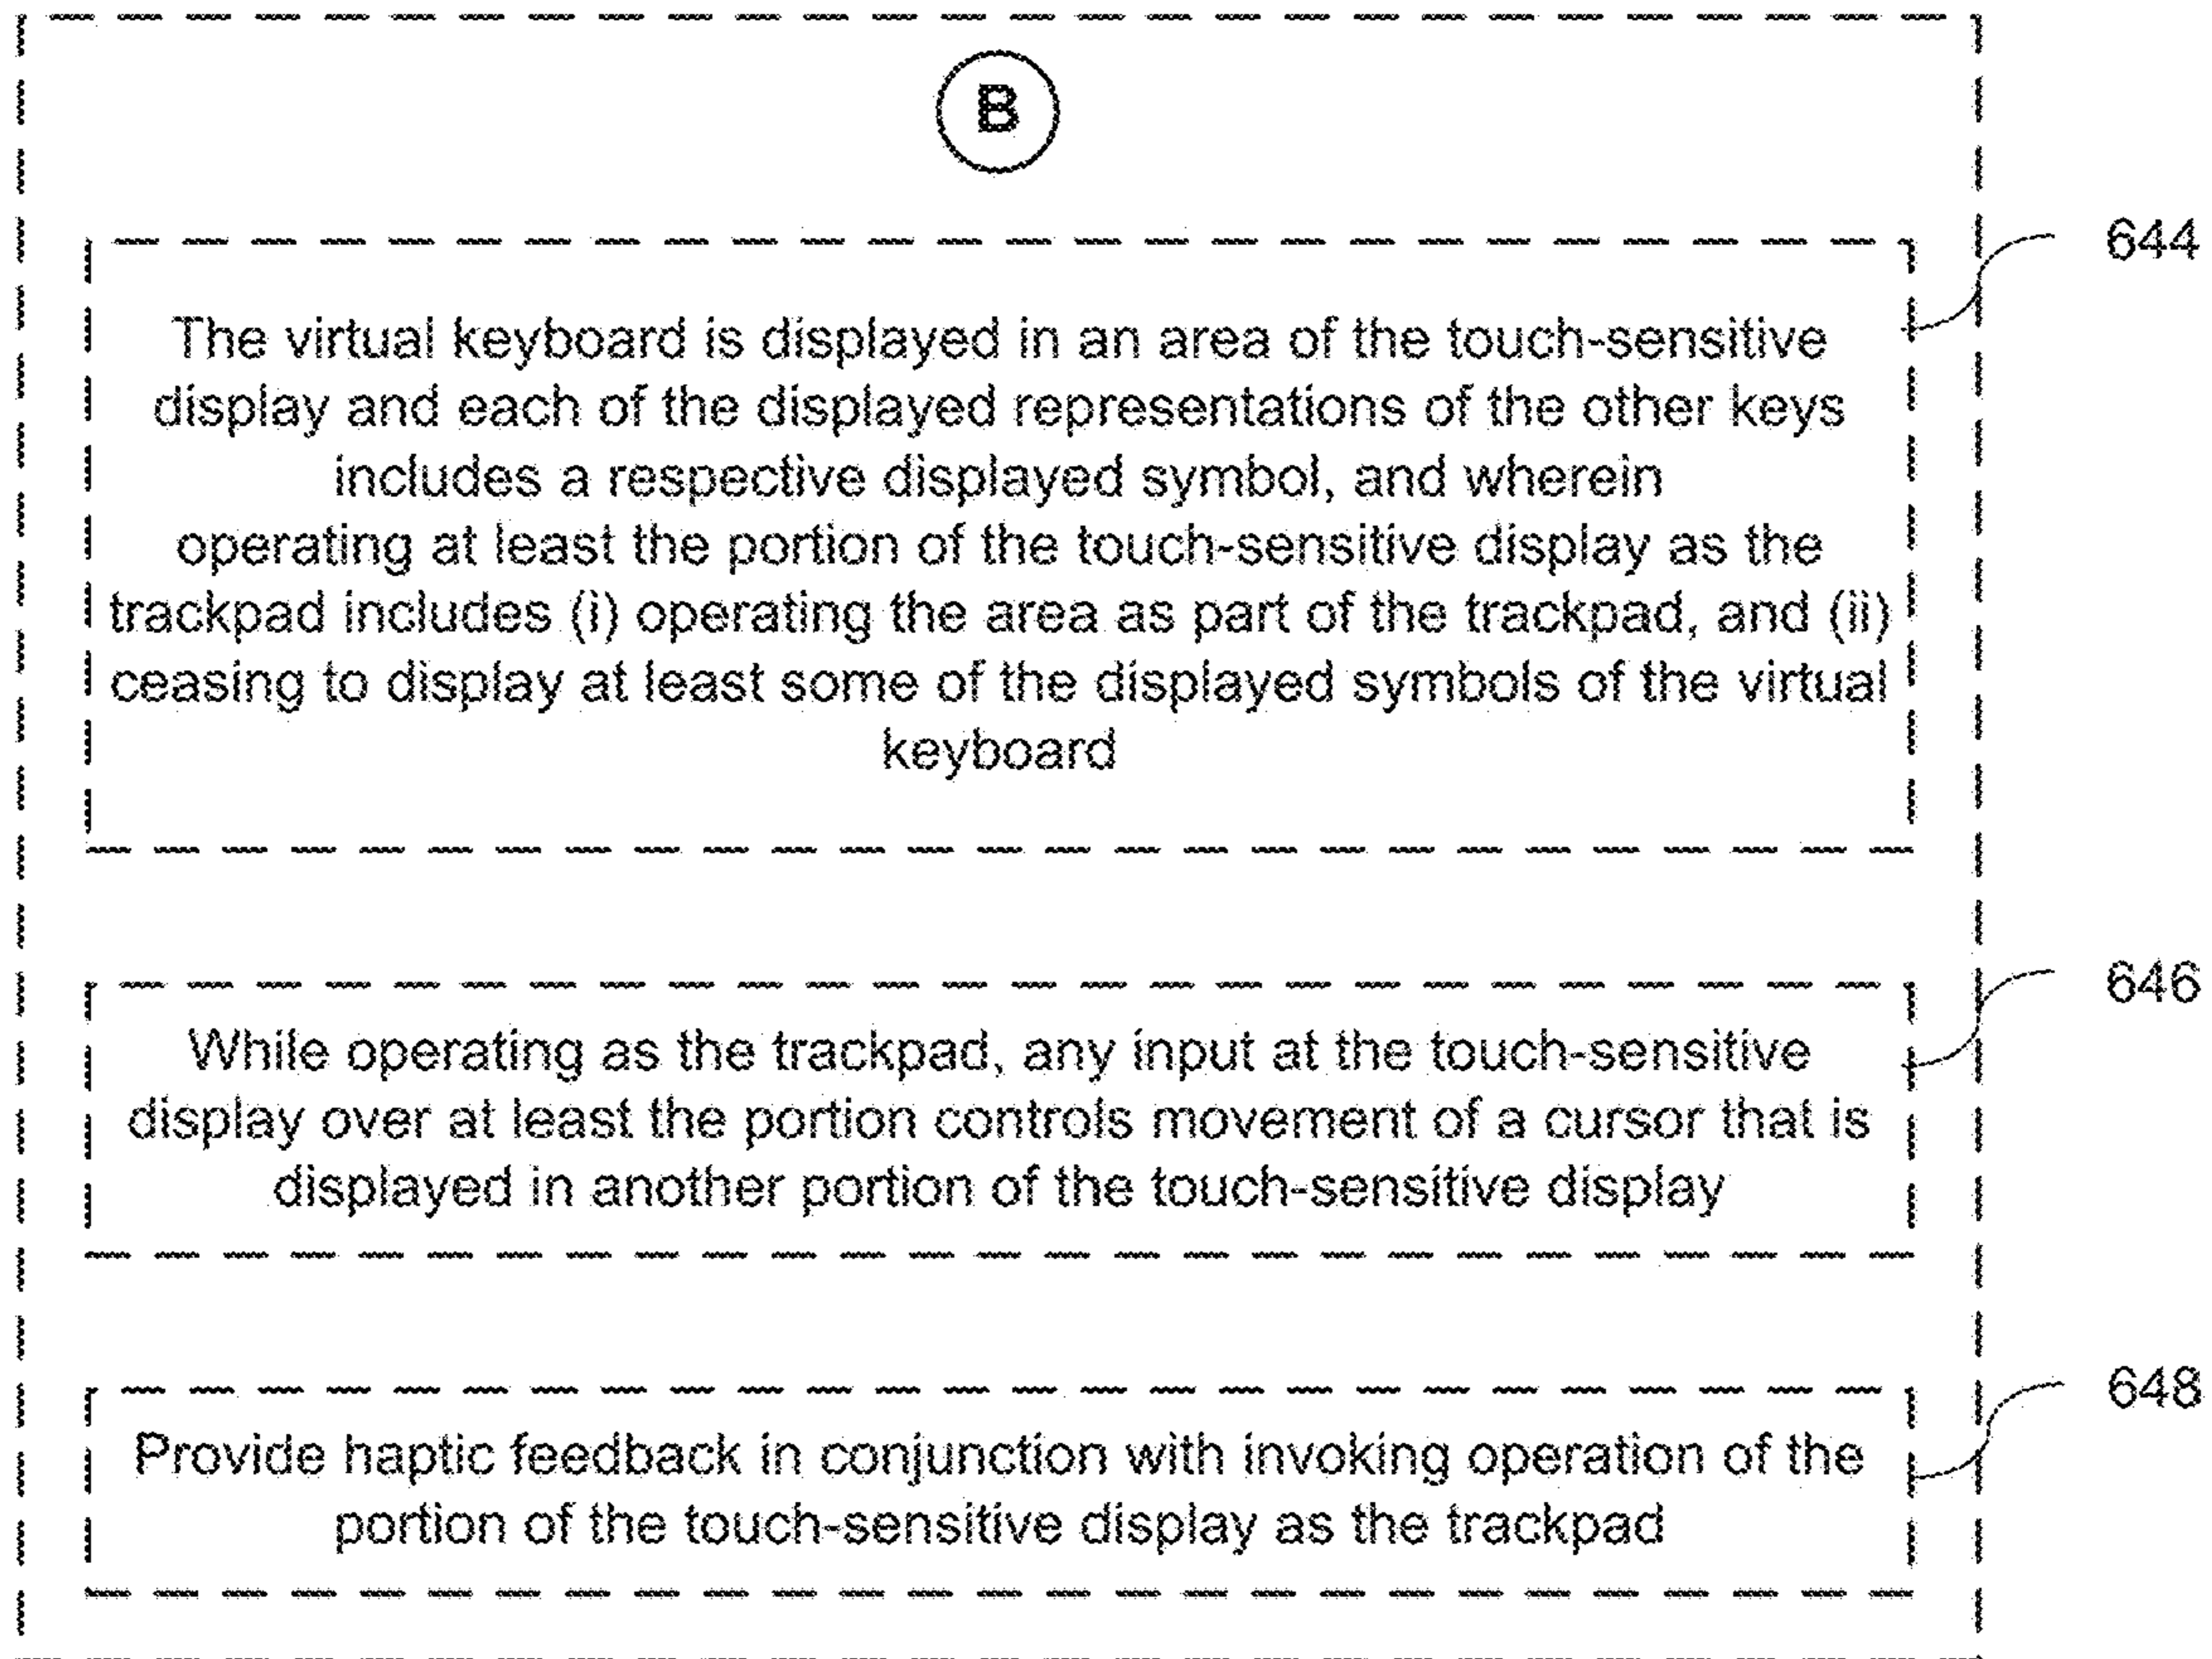 B
644
The virtual keyboard is displayed in an area of the touch-sensitive
display and each of the displayed representations of the other keys
includes a respective displayed symbol, and wherein
operating at least the portion of the touch-sensitive display as the
trackpad includes (i) operating the area as part of the trackpad, and (ii)
ceasing to display at least some of the displayed symbols of the virtual
keyboard
646
While operating as the trackpad, any input at the touch-sensitive
display over at least the portion controls movement of a cursor that is
displayed in another portion of the touch-sensitive display
648
Provide haptic feedback in conjunction with invoking operation of the
portion of the touch-sensitive display as the trackpad